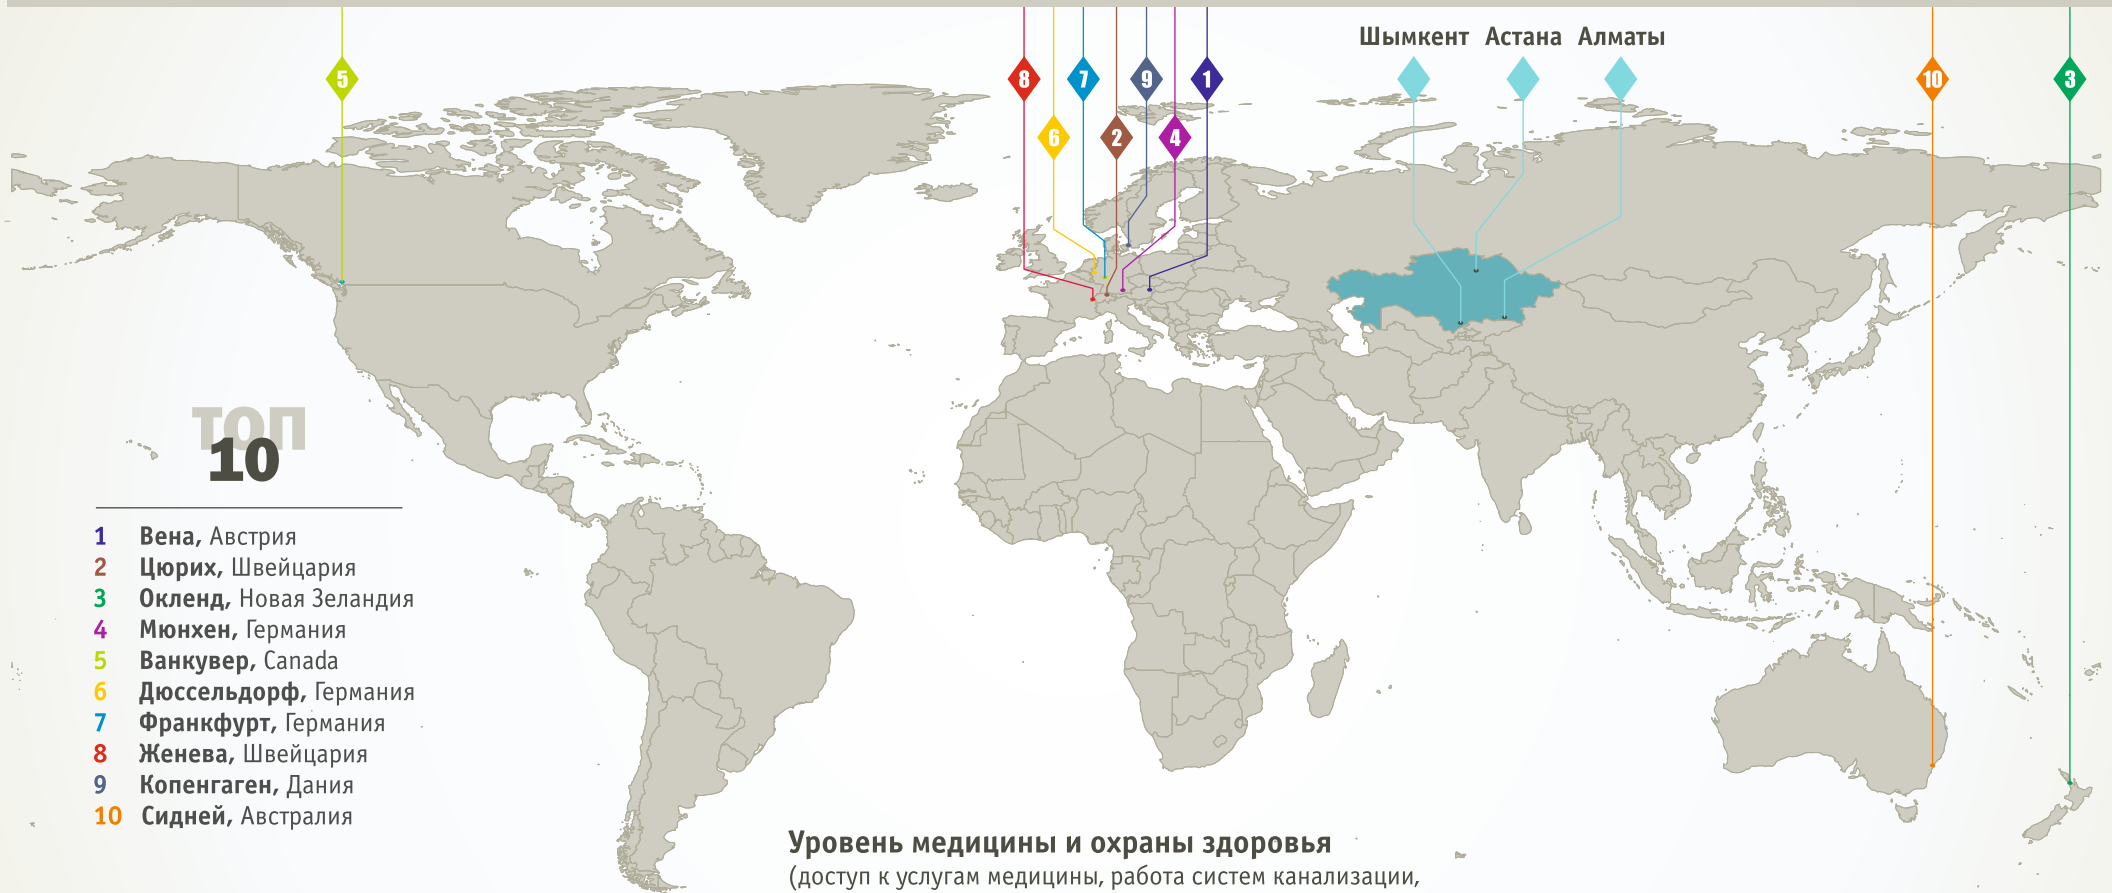 Шымкент Астана Алматы
5 8 7 9 1 10 3
6 2 4
ТОП
10
1 Вена, Австрия
2 Цюрих, Швейцария
3 Окленд, Новая Зеландия
4 Мюнхен, Германия
5 Ванкувер, Canada
6 Дюссельдорф, Германия
7 Франкфурт, Германия
8 Женева, Швейцария
9 Копенгаген, Дания
10 Сидней, Австралия
Уровень медицины и охраны здоровья
(доступ к услугам медицины, работа систем канализации,